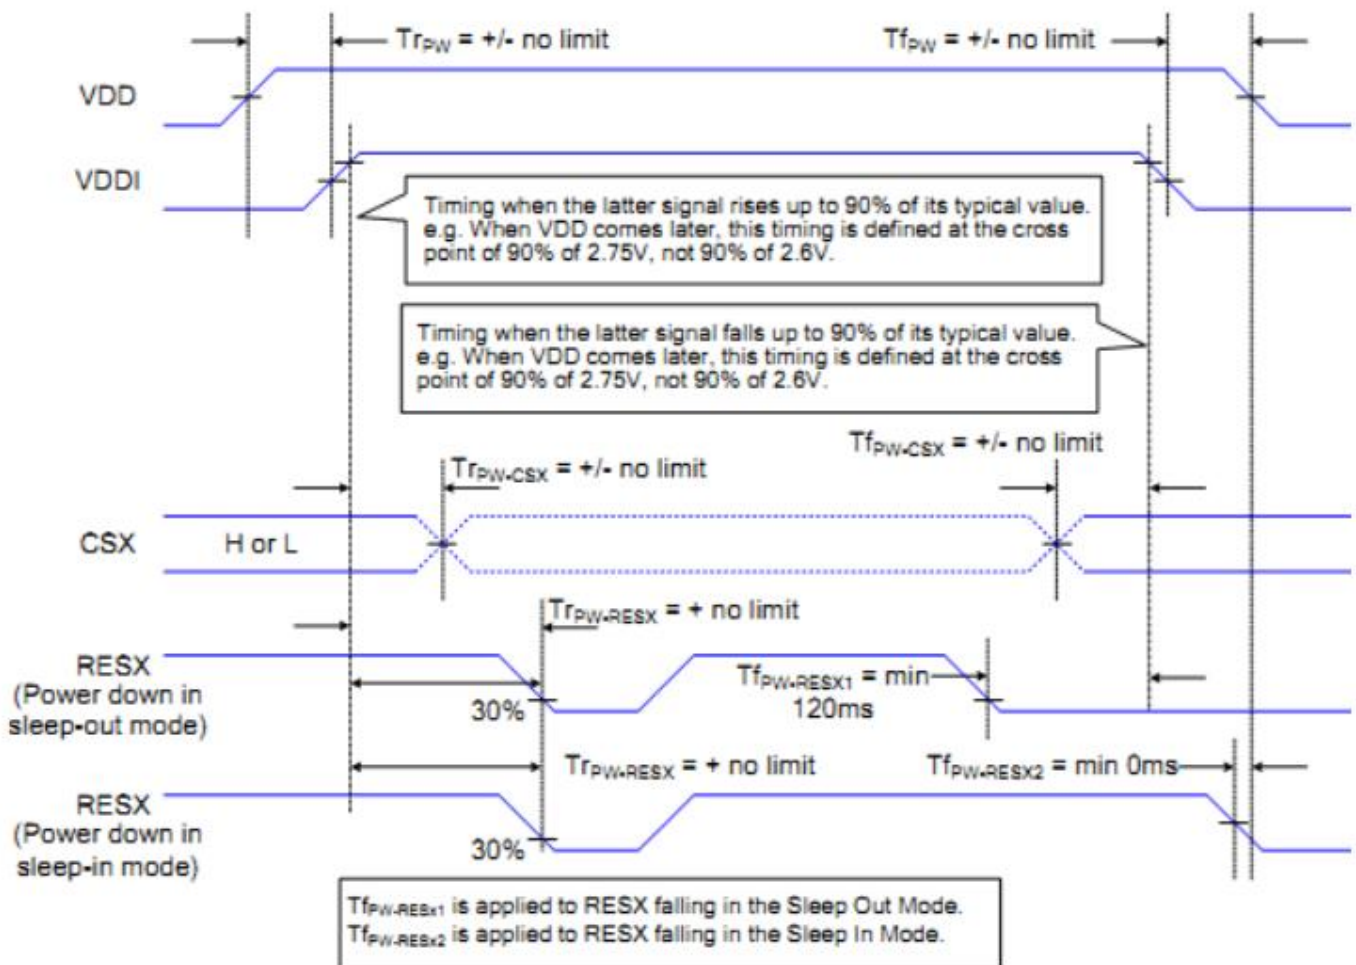 TrPW = +/- no limit
TfPW = +/- no limit
VDD
VDDI
Timing when the latter signal rises up to 90% of its typical value.
e.g. When VDD comes later, this timing is defined at the cross
point of 90% of 2.75V, not 90% of 2.6V.
Timing when the latter signal falls up to 90% of its typical value.
e.g. When VDD comes later, this timing is defined at the cross
point of 90% of 2.75V, not 90% of 2.6V.
TfPW-CSX = +/- no limit
TrPW-CSX = +/- no limit
CSX
H or L
TrPW-RESX = + no limit
RESX
(Power down in
sleep-out mode)
30%
TfPW-RESX1 = min
120ms
TrPW-RESX = + no limit
TfPW-RESX2 = min 0ms
RESX
(Power down in
sleep-in mode)
30%
TfPW-RESx1 is applied to RESX falling in the Sleep Out Mode.
TfPW-RESx2 is applied to RESX falling in the Sleep In Mode.